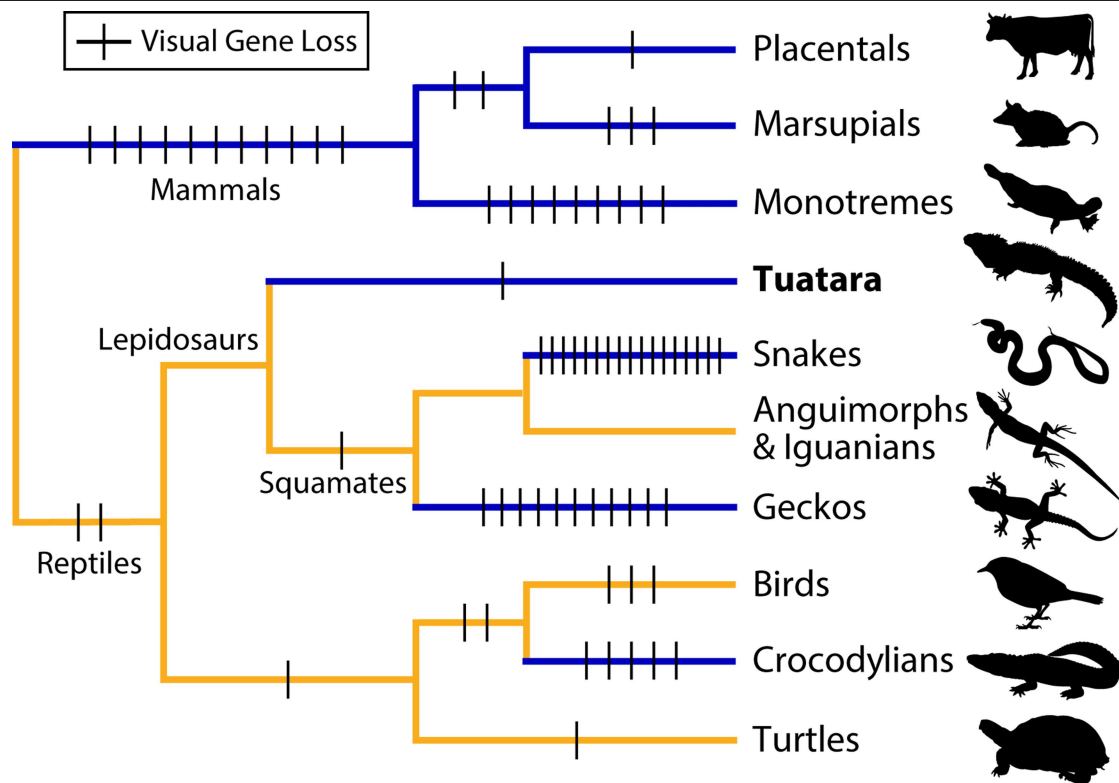 Visual Gene Loss
Placentals
Marsupials
Mammals
Monotremes
Tuatara
Lepidosaurs
Snakes
Anguimorphs
& Iguanians
Squamates
Geckos
Reptiles
Birds
Crocodylians
Turtles